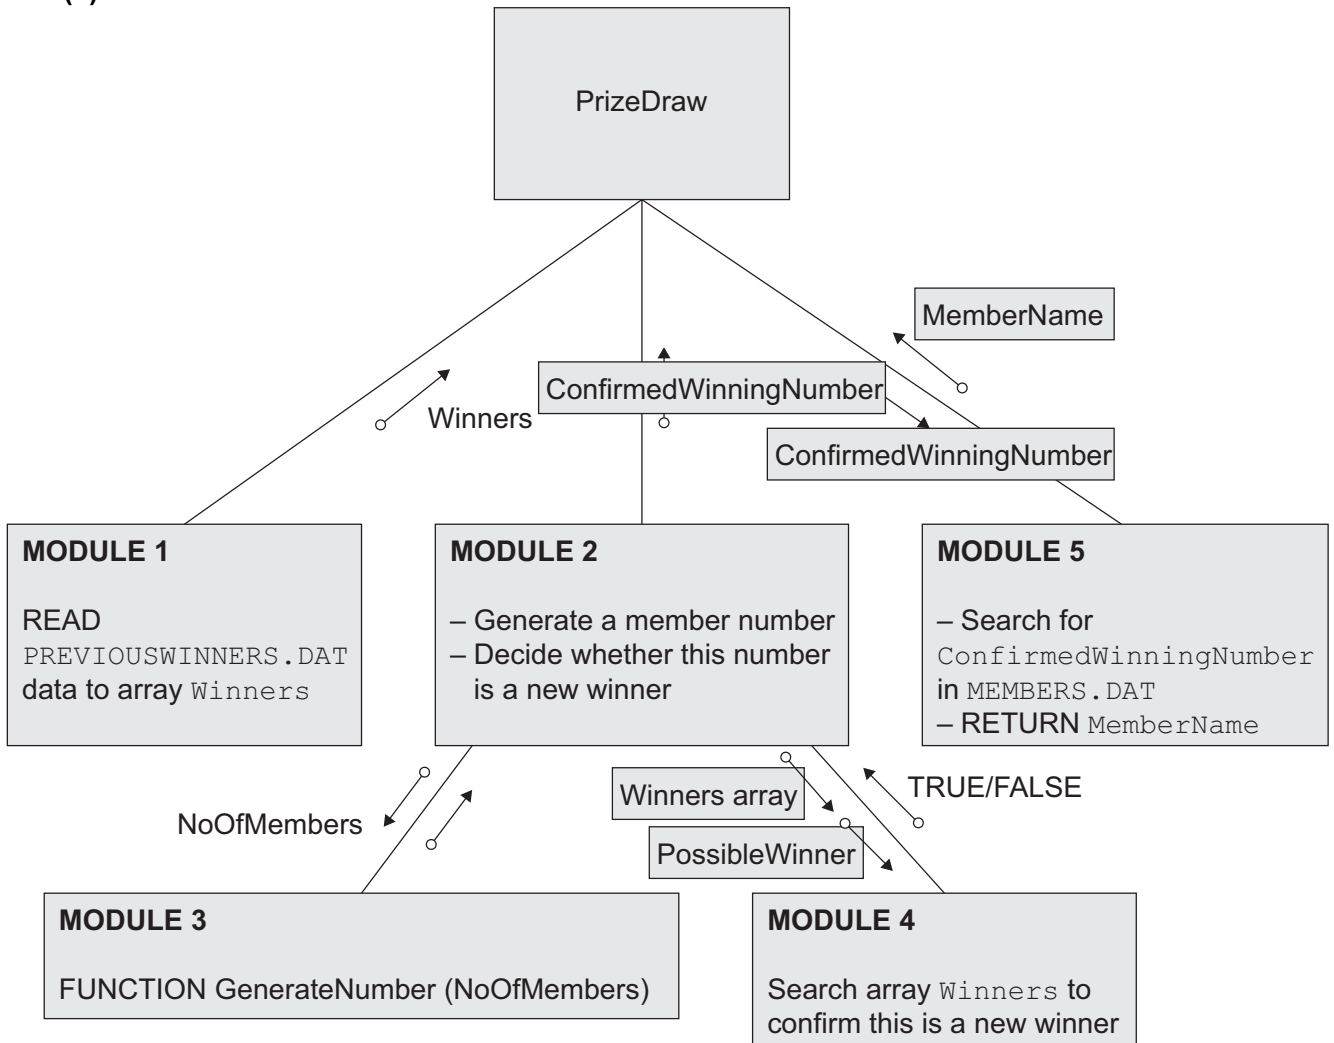 PrizeDraw
MemberName
ConfirmedWinningNumber
Winners
ConfirmedWinningNumber
MODULE 1
READ
PREVIOUSWINNERS.DAT
data to array Winners
MODULE 2
– Generate a member number
– Decide whether this number
is a new winner
MODULE 5
– Search for
ConfirmedWinningNumber
in MEMBERS.DAT
– RETURN MemberName
NoOfMembers
Winners array
TRUE/FALSE
PossibleWinner
MODULE 3
FUNCTION GenerateNumber (NoOfMembers)
MODULE 4
Search array Winners to
confirm this is a new winner